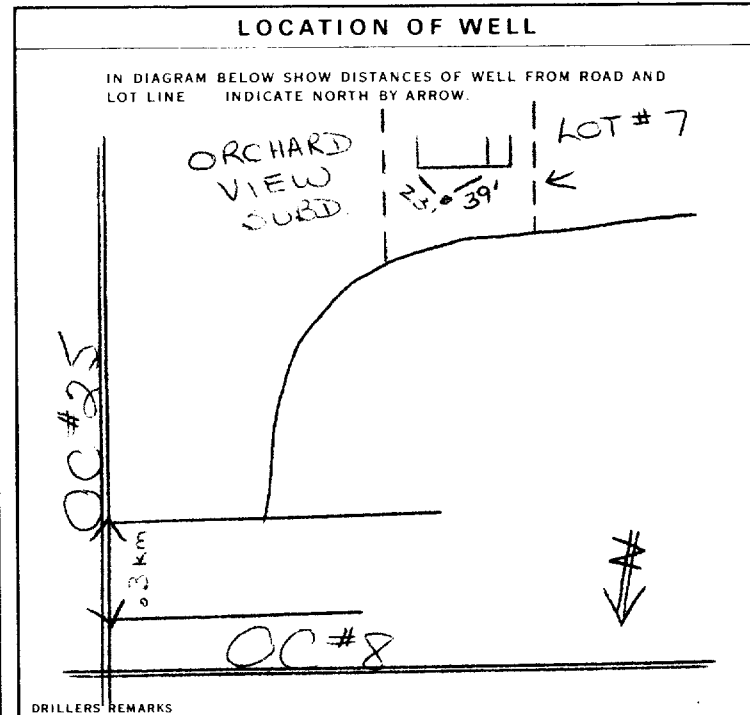 LOCATION OF WELL
IN DIAGRAM BELOW SHOW DISTANCES OF WELL FROM ROAD AND
LOT LINE INDICATE NORTH BY ARROW.
ORCHARD
VIEW
SUBD.
LOT # 7
23'
39'
OC #25
.3 km
N
OC #8
DRILLERS REMARKS